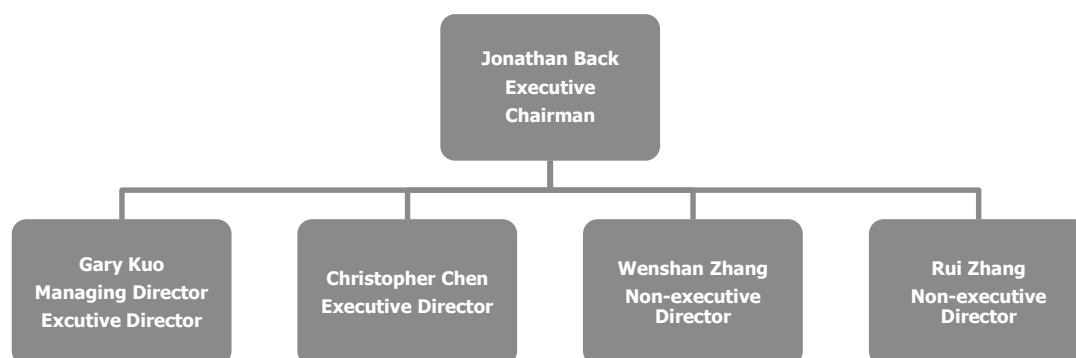 Jonathan Back
Executive
Chairman
Gary Kuo
Managing Director
Excutive Director
Christopher Chen
Executive Director
Wenshan Zhang
Non-executive
Director
Rui Zhang
Non-executive
Director